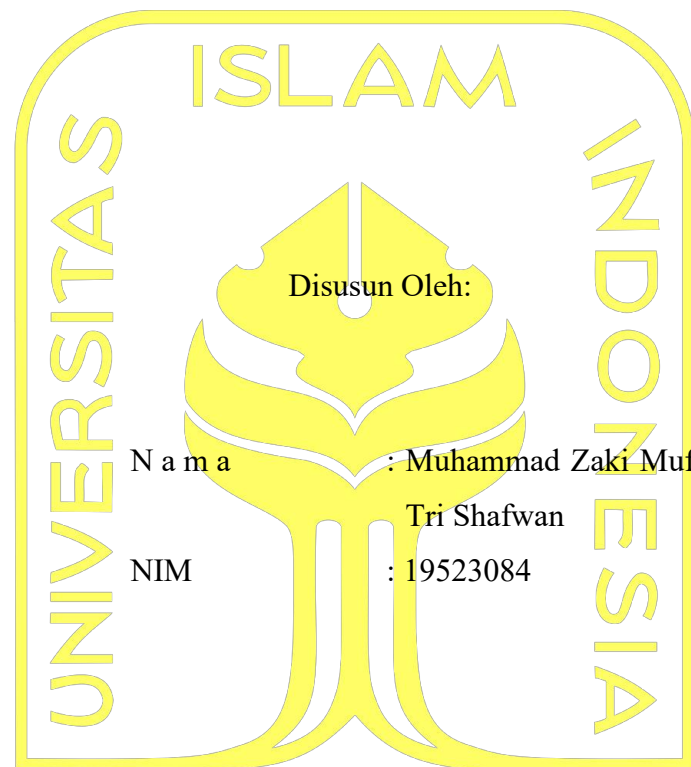 UNIVERSITAS ISLAM INDONESIA
Disusun Oleh:
N a m a : Muhammad Zaki
Tri Shafwan
NIM : 19523084